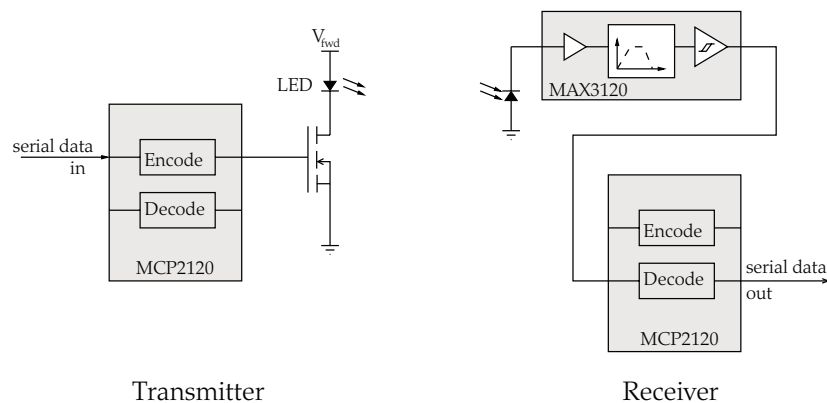 V_fwd
LED
serial data
in
Encode
Decode
MCP2120
Transmitter
MAX3120
Encode
Decode
serial data
out
MCP2120
Receiver